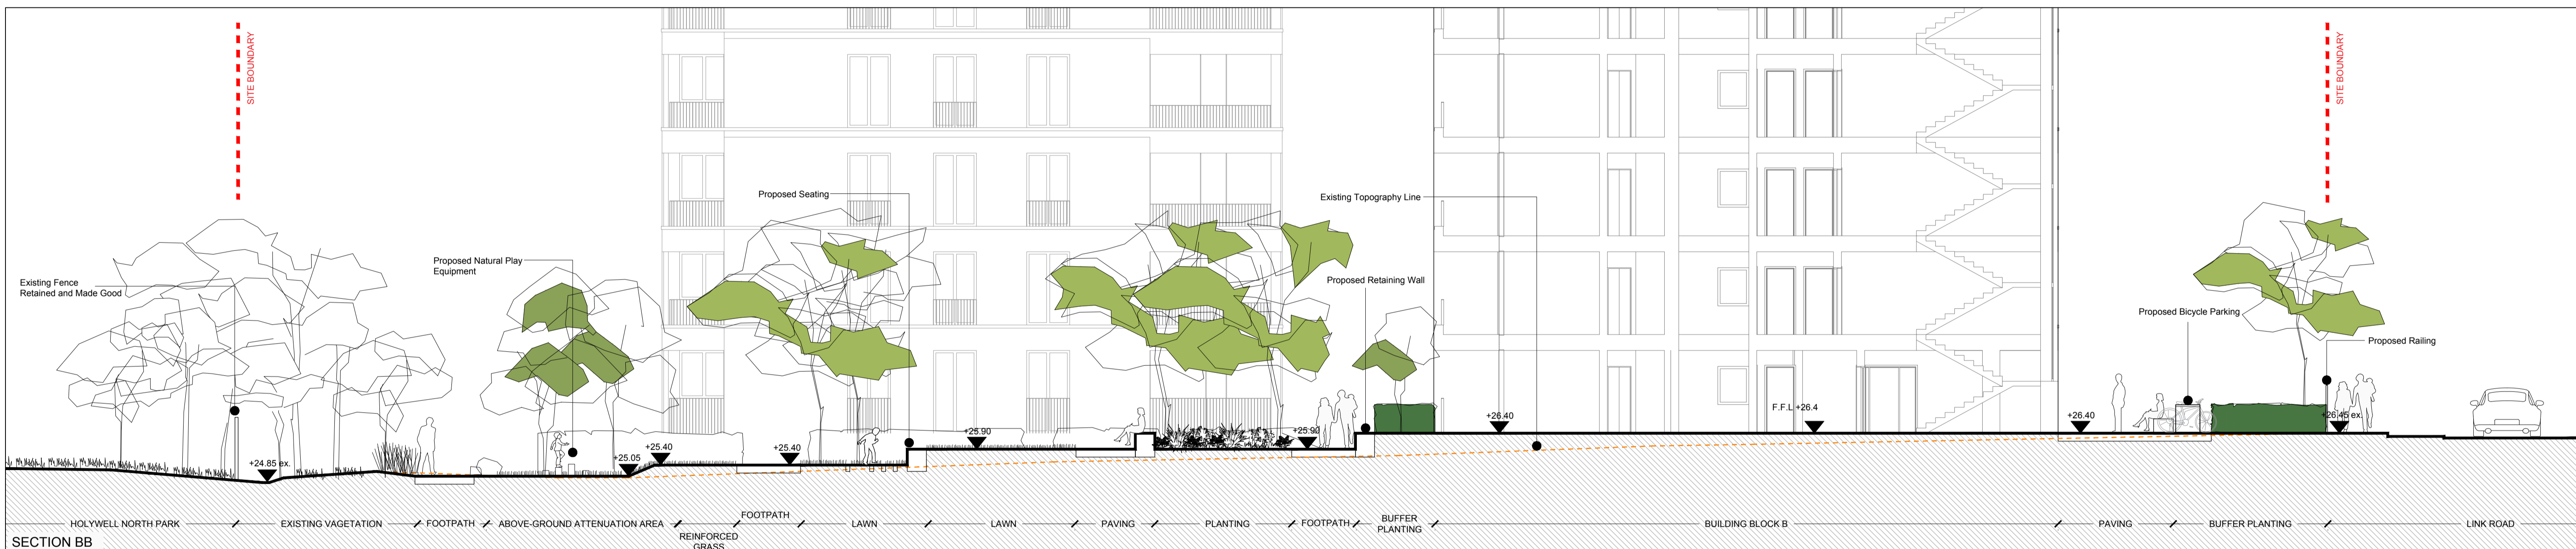 SITE BOUNDARY
SITE BOUNDARY
Proposed Seating
Existing Topography Line
Proposed Natural Play
Equipment
Existing Fence
Retained and Made Good
Proposed Retaining Wall
Proposed Bicycle Parking
Proposed Railing
+24.85 ex.
+25.05
+25.40
+25.40
+25.90
+25.90
+26.40
F.F.L +26.4
+26.40
+26.45 ex.
HOLYWELL NORTH PARK
EXISTING VAGETATION
FOOTPATH
ABOVE-GROUND ATTENUATION AREA
REINFORCED
GRASS
FOOTPATH
LAWN
LAWN
PAVING
PLANTING
FOOTPATH
BUFFER
PLANTING
BUILDING BLOCK B
PAVING
BUFFER PLANTING
LINK ROAD
SECTION BB